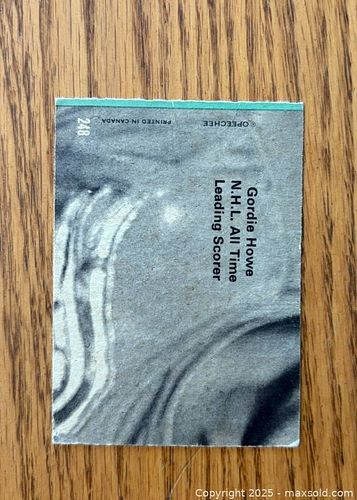 Gordie Howe
N.H.L. All Time
Leading Scorer
248
PRINTED IN CANADA
© OPEECHEE
Copyright © 2025 - maxsold.com